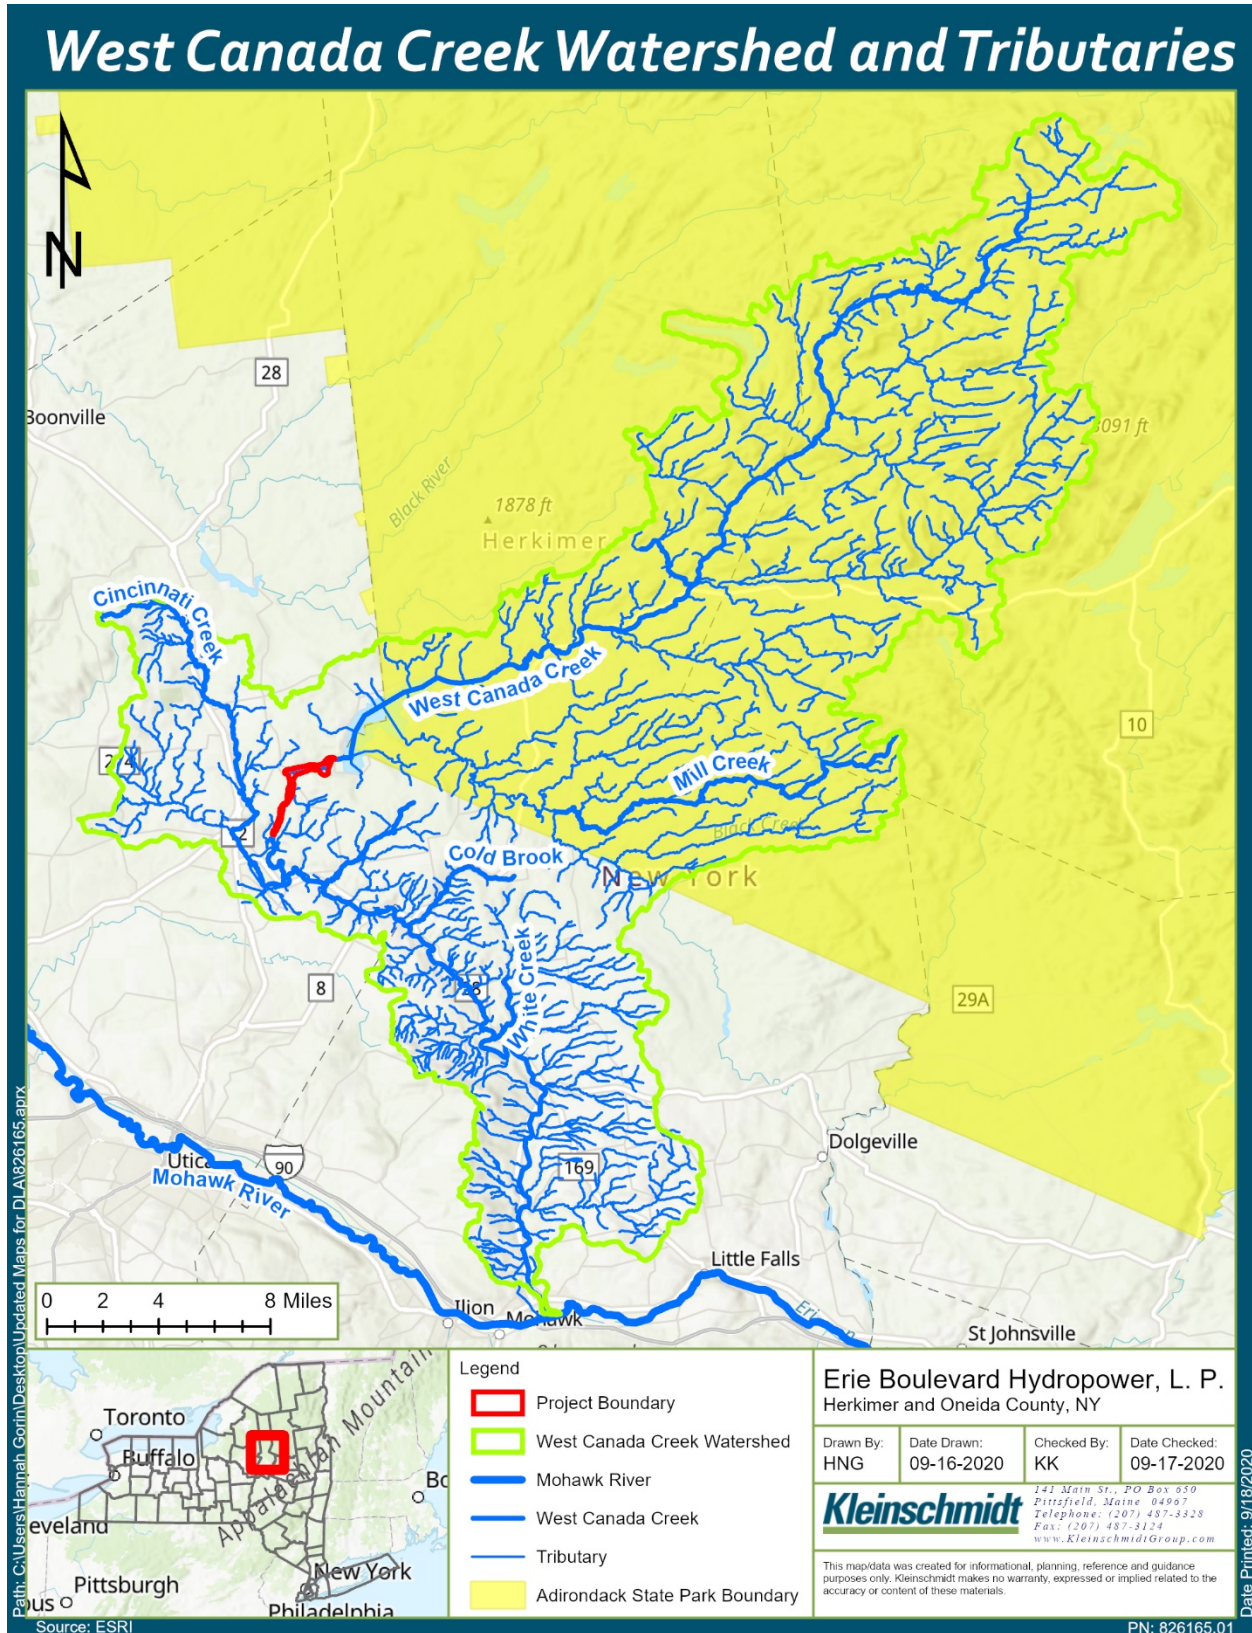 West Canada Creek Watershed and Tributaries
N
28
Boonville
3091 ft
Black River
1878 ft
Herkimer
Cincinnati Creek
West Canada Creek
10
Mill Creek
Black Creek
Cold Brook
New York
White Creek
28
8
29A
Dolgeville
Utica
90
169
Mohawk River
Little Falls
Ilion
Mohawk
St Johnsville
0 2 4 8 Miles
Toronto
Buffalo
Appalachian Mountain
Bo
eveland
New York
Pittsburgh
us
Philadelphia
Legend
Project Boundary
West Canada Creek Watershed
Mohawk River
West Canada Creek
Tributary
Adirondack State Park Boundary
Erie Boulevard Hydropower, L. P.
Herkimer and Oneida County, NY
Drawn By:
HNG
Date Drawn:
09-16-2020
Checked By:
KK
Date Checked:
09-17-2020
Kleinschmidt
141 Main St., PO Box 650
Pittsfield, Maine 04967
Telephone: (207) 487-3328
Fax: (207) 487-3124
www.KleinschmidtGroup.com
This map/data was created for informational, planning, reference and guidance
purposes only. Kleinschmidt makes no warranty, expressed or implied related to the
accuracy or content of these materials.
Path: C:\Users\Hannah Gorin\Desktop\Updated Maps for DLA\826165.aprx
Date Printed: 9/18/2020
Source: ESRI
PN: 826165.01